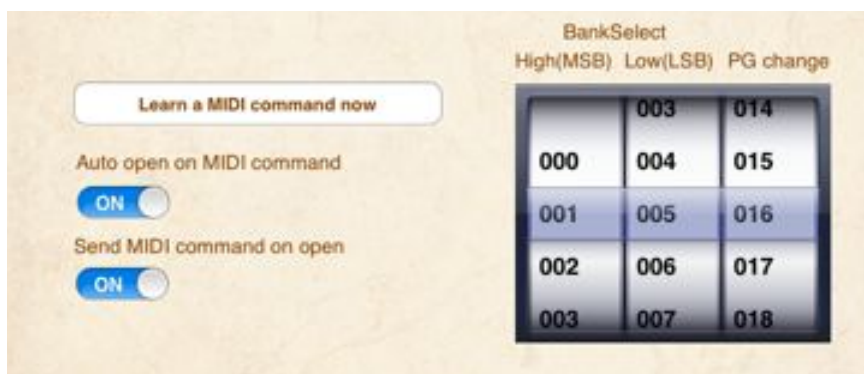 BankSelect
High(MSB) Low(LSB) PG change
Learn a MIDI command now
Auto open on MIDI command
ON
Send MIDI command on open
ON
003 014
000 004 015
001 005 016
002 006 017
003 007 018